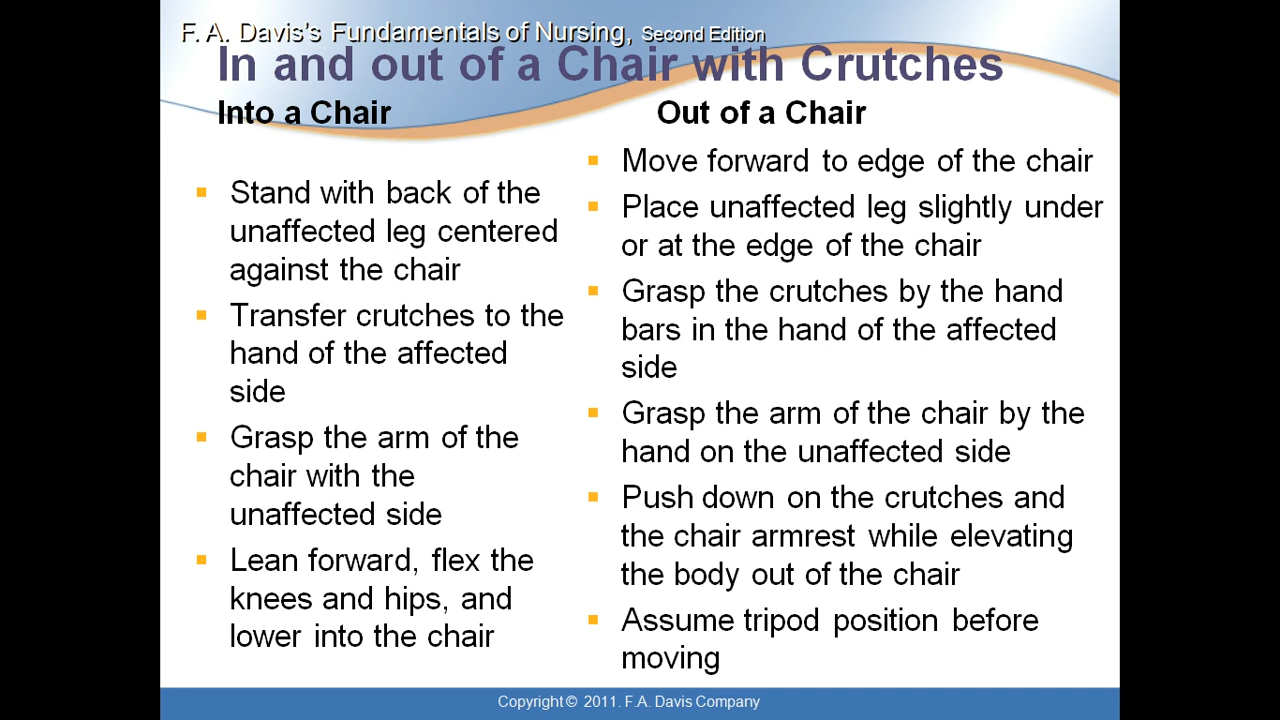 F. A. Davis's Fundamentals of Nursing, Second Edition
In and out of a Chair with Crutches
Into a Chair
Stand with back of the
unaffected leg centered
against the chair
Transfer crutches to the
hand of the affected
side
Grasp the arm of the
chair with the
unaffected side
Lean forward, flex the
knees and hips, and
lower into the chair
Out of a Chair
Move forward to edge of the chair
Place unaffected leg slightly under
or at the edge of the chair
Grasp the crutches by the hand
bars in the hand of the affected
side
Grasp the arm of the chair by the
hand on the unaffected side
Push down on the crutches and
the chair armrest while elevating
the body out of the chair
Assume tripod position before
moving
Copyright © 2011. F.A. Davis Company